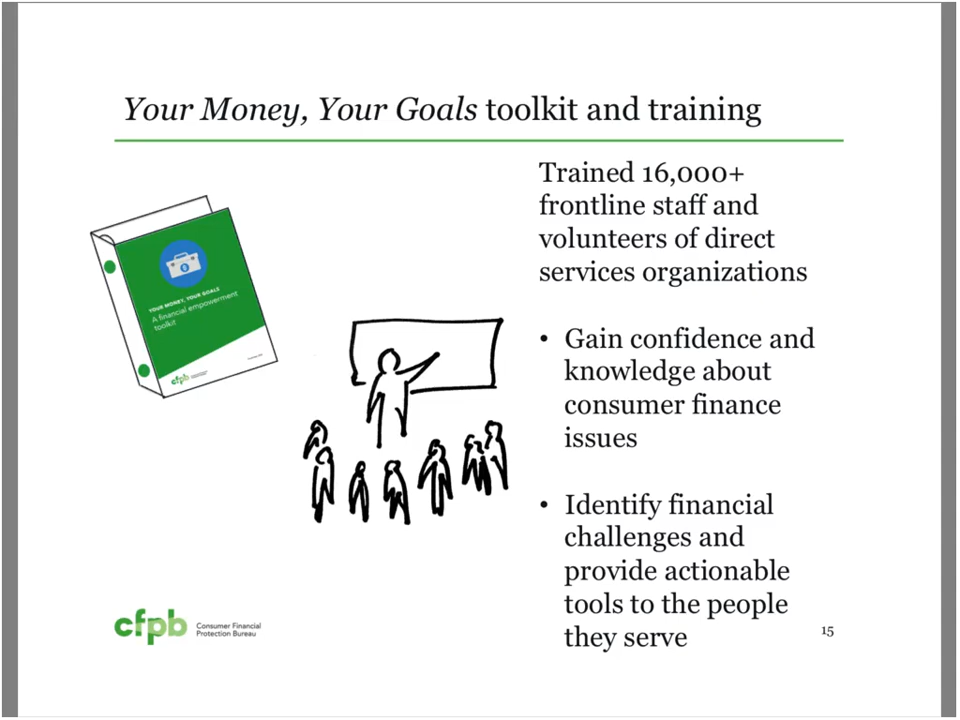 Your Money, Your Goals toolkit and training
Trained 16,000+
frontline staff and
volunteers of direct
services organizations
• Gain confidence and
knowledge about
consumer finance
issues
• Identify financial
challenges and
provide actionable
tools to the people
they serve
YOUR MONEY, YOUR GOALS
A financial empowerment
toolkit
cfpb
cfpb Consumer Financial
Protection Bureau
15